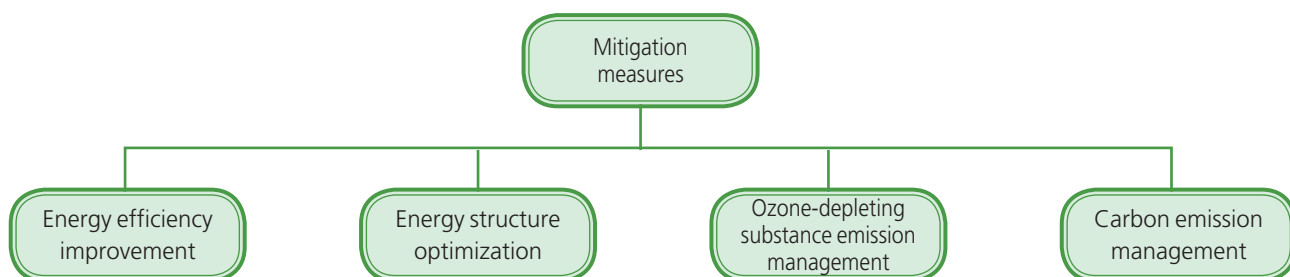 Mitigation
measures
Energy efficiency
improvement
Energy structure
optimization
Ozone-depleting
substance emission
management
Carbon emission
management